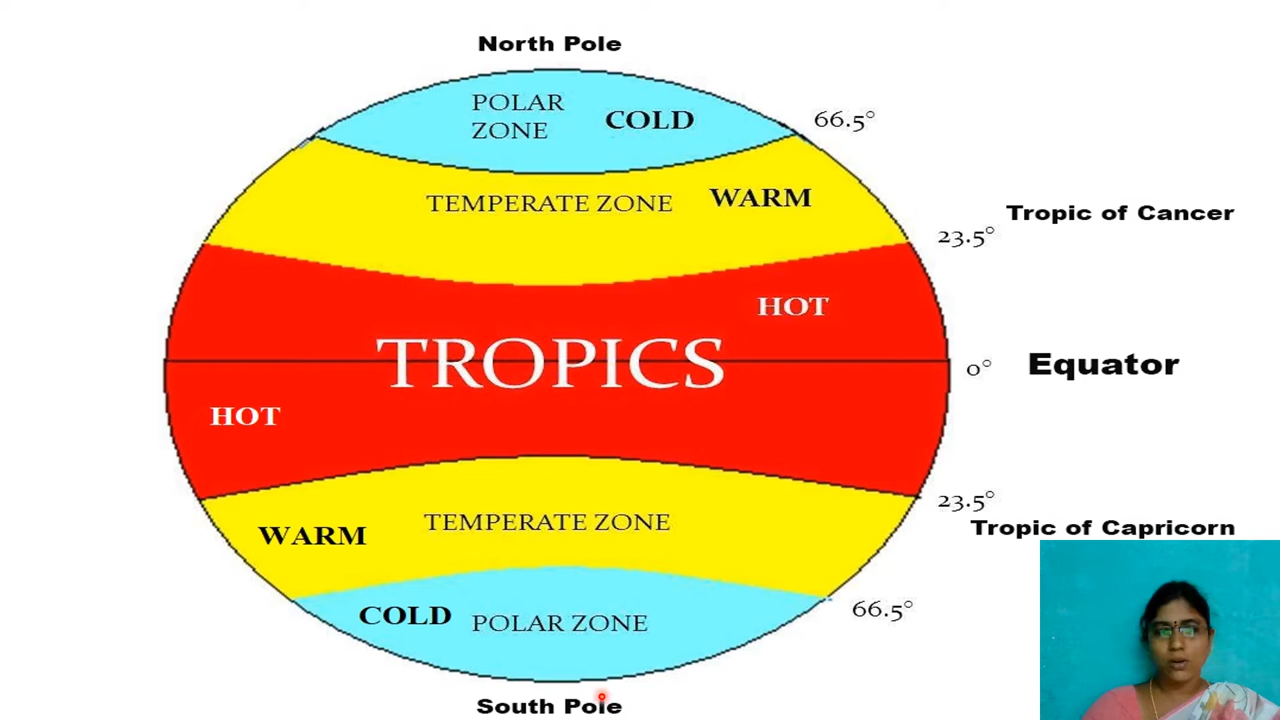 North Pole
POLAR
ZONE
COLD
66.5°
TEMPERATE ZONE
WARM
Tropic of Cancer
23.5°
HOT
TROPICS
0°
Equator
HOT
23.5°
Tropic of Capricorn
WARM
TEMPERATE ZONE
COLD
POLAR ZONE
66.5°
South Pole